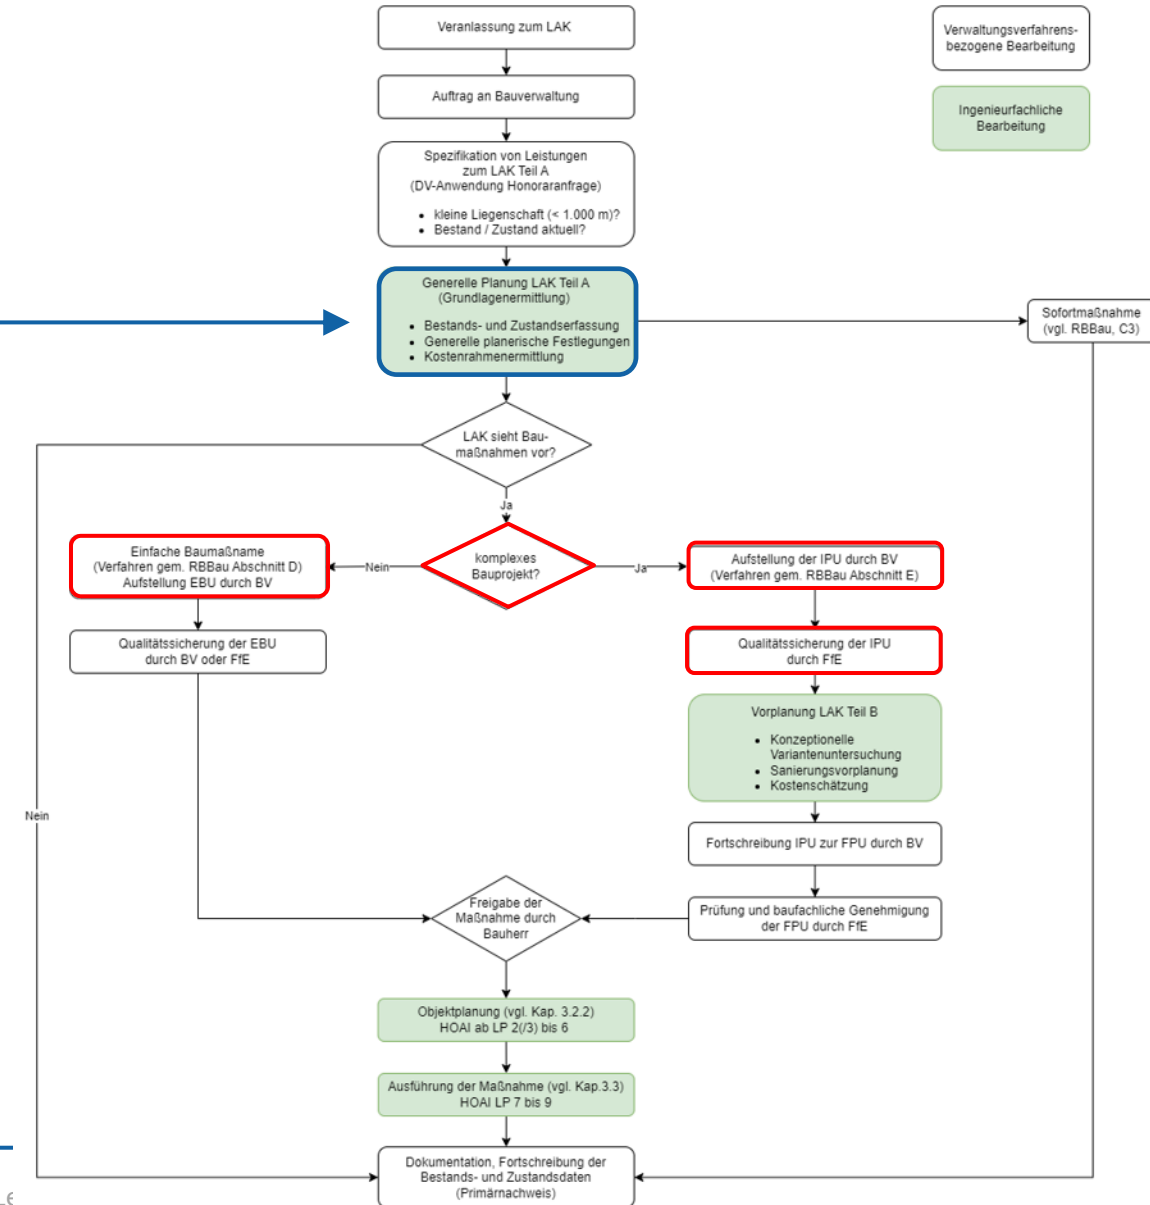 Veranlassung zum LAK
Verwaltungsverfahrens-
bezogene Bearbeitung
Auftrag an Bauverwaltung
Ingenieurfachliche
Bearbeitung
Spezifikation von Leistungen
zum LAK Teil A
(DV-Anwendung Honoraranfrage)
• kleine Liegenschaft (< 1.000 m)?
• Bestand / Zustand aktuell?
Generelle Planung LAK Teil A
(Grundlagenermittlung)
• Bestands- und Zustandserfassung
• Generelle planerische Festlegungen
• Kostenrahmenermittlung
Sofortmaßnahme
(vgl. RBBau, C3)
LAK sieht Bau-
maßnahmen vor?
Ja
komplexes
Bauprojekt?
Nein
Ja
Einfache Baumaßname
(Verfahren gem. RBBau Abschnitt D)
Aufstellung EBU durch BV
Aufstellung der IPU durch BV
(Verfahren gem. RBBau Abschnitt E)
Qualitätssicherung der EBU
durch BV oder FfE
Qualitätssicherung der IPU
durch FfE
Vorplanung LAK Teil B
• Konzeptionelle
Variantenuntersuchung
• Sanierungsvorplanung
• Kostenschätzung
Nein
Fortschreibung IPU zur FPU durch BV
Freigabe der
Maßnahme durch
Bauherr
Prüfung und baufachliche Genehmigung
der FPU durch FfE
Objektplanung (vgl. Kap. 3.2.2)
HOAI ab LP 2(/3) bis 6
Ausführung der Maßnahme (vgl. Kap.3.3)
HOAI LP 7 bis 9
Dokumentation, Fortschreibung der
Bestands- und Zustandsdaten
(Primärnachweis)